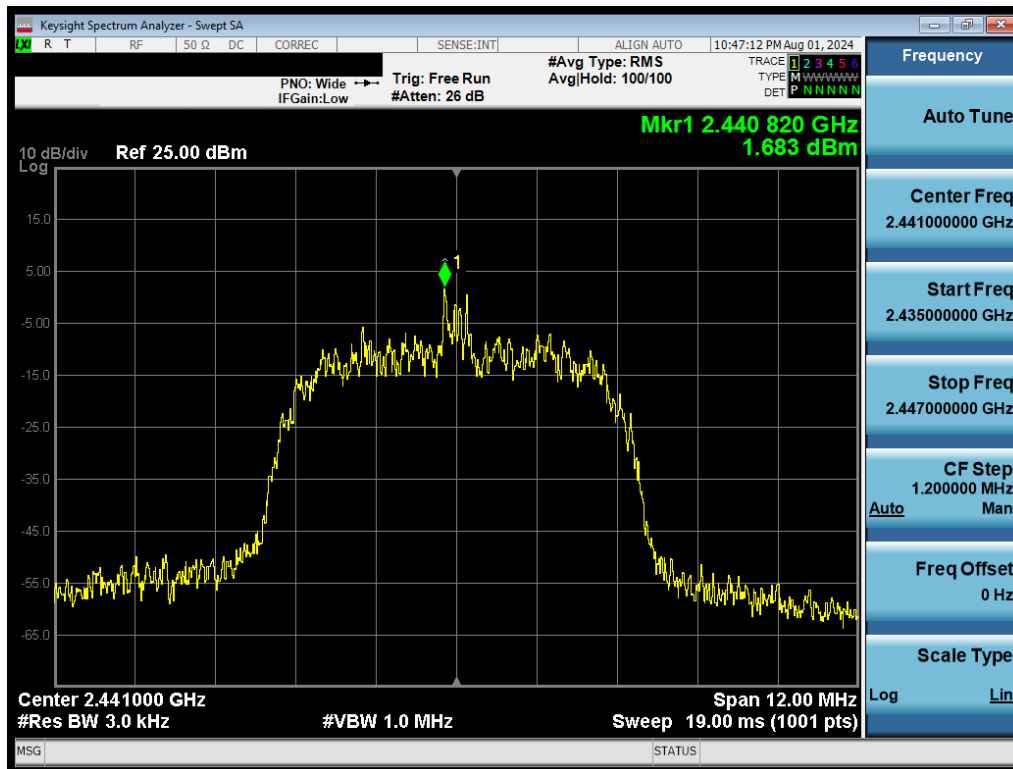 Keysight Spectrum Analyzer - Swept SA
LXI R T RF 50 Ω DC CORREC SENSE:INT ALIGN AUTO 10:47:12 PM Aug 01, 2024
PNO: Wide
IFGain:Low
Trig: Free Run
#Atten: 26 dB
#Avg Type: RMS
Avg|Hold: 100/100
TRACE 1 2 3 4 5 6
TYPE M W W W W W
DET P N N N N N
Mkr1 2.440 820 GHz
1.683 dBm
10 dB/div Ref 25.00 dBm
Log
15.0
5.00
-5.00
-15.0
-25.0
-35.0
-45.0
-55.0
-65.0
1
Center 2.441000 GHz Span 12.00 MHz
#Res BW 3.0 kHz #VBW 1.0 MHz Sweep 19.00 ms (1001 pts)
MSG STATUS
Frequency
Auto Tune
Center Freq
2.441000000 GHz
Start Freq
2.435000000 GHz
Stop Freq
2.447000000 GHz
CF Step
1.200000 MHz
Auto Man
Freq Offset
0 Hz
Scale Type
Log Lin